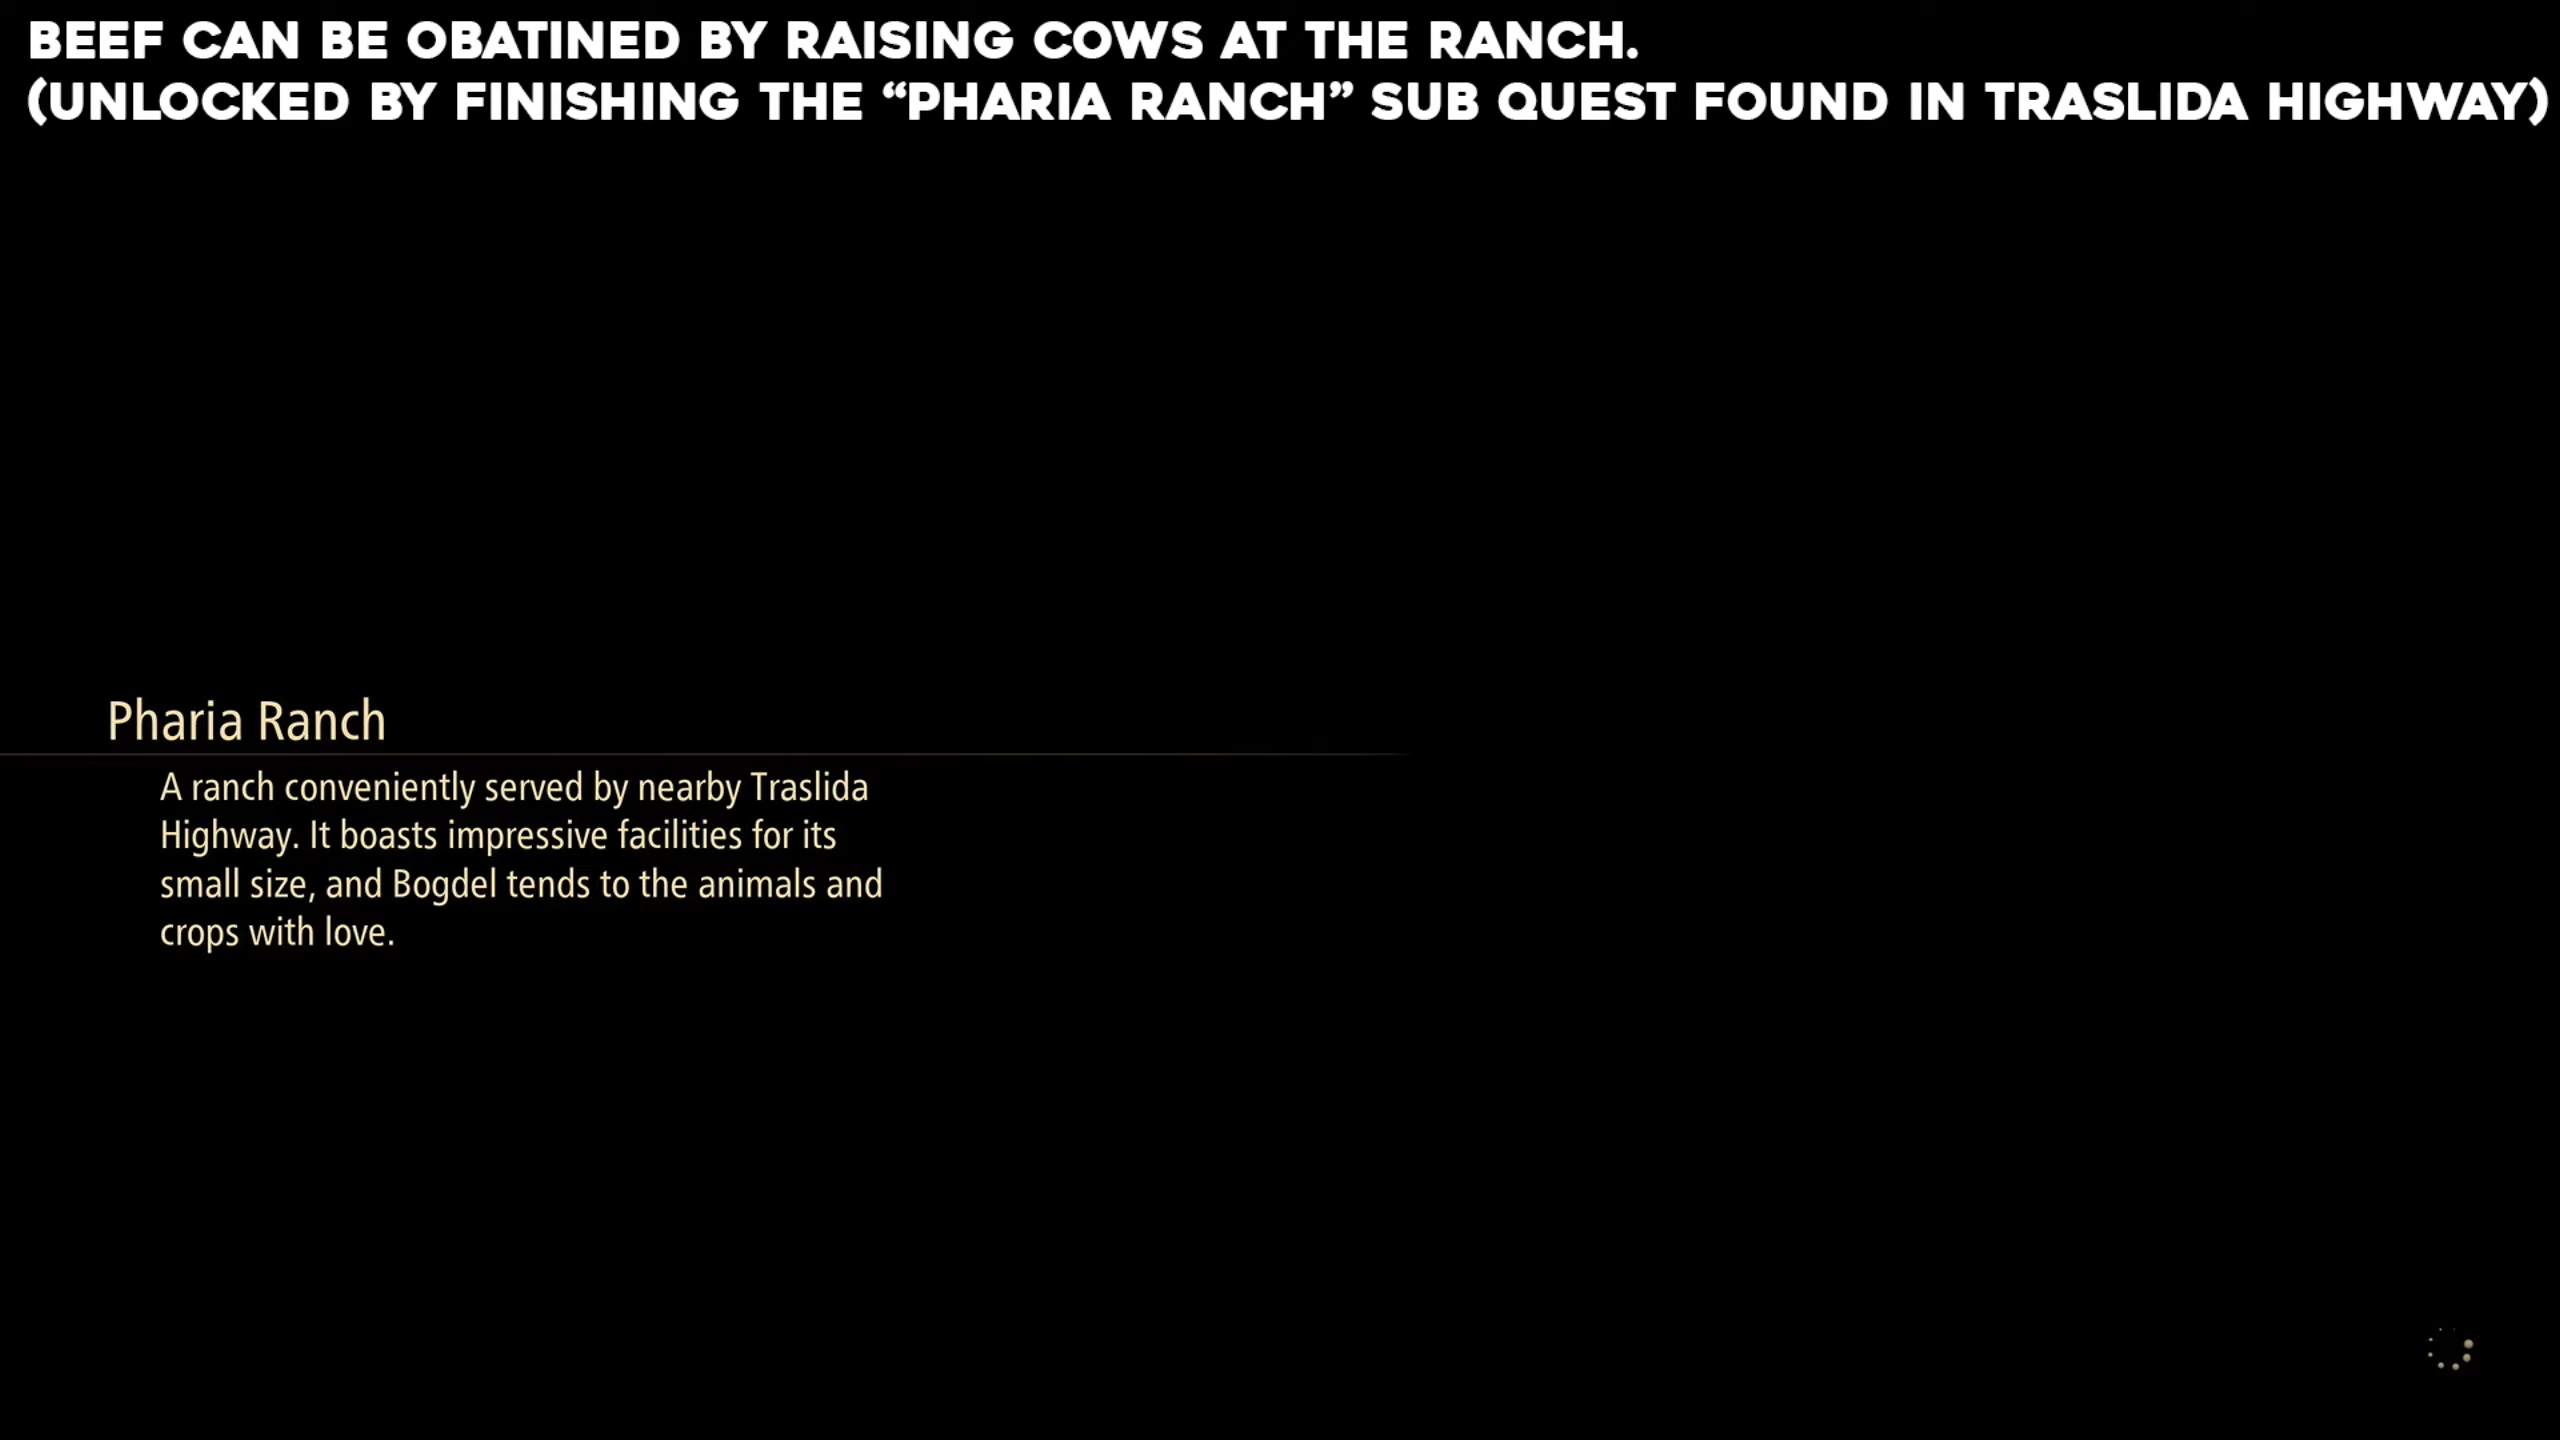 BEEF CAN BE OBATINED BY RAISING COWS AT THE RANCH.
(UNLOCKED BY FINISHING THE “PHARIA RANCH” SUB QUEST FOUND IN TRASLIDA HIGHWAY)
Pharia Ranch
A ranch conveniently served by nearby Traslida
Highway. It boasts impressive facilities for its
small size, and Bogdel tends to the animals and
crops with love.